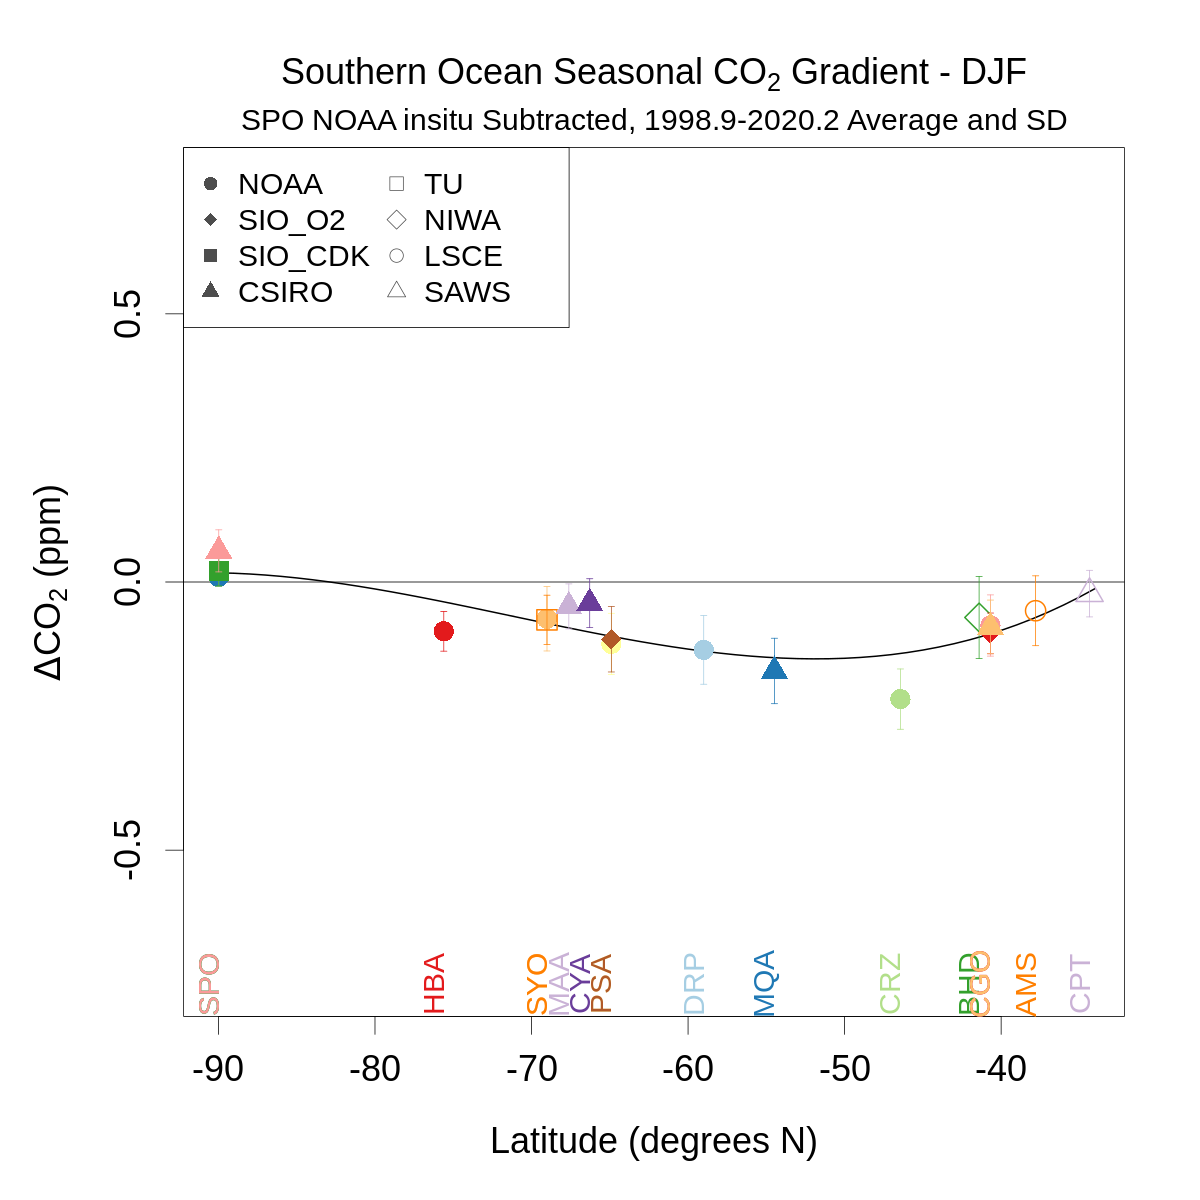 Southern Ocean Seasonal CO2 Gradient - DJF
SPO NOAA insitu Subtracted, 1998.9-2020.2 Average and SD
NOAA TU
SIO_O2 NIWA
SIO_CDK LSCE
CSIRO SAWS
0.5
0.0
-0.5
ΔCO2 (ppm)
SPO HBA SYO MAA CYA PSA DRP MQA CRZ BHD CGO AMS CPT
-90 -80 -70 -60 -50 -40
Latitude (degrees N)